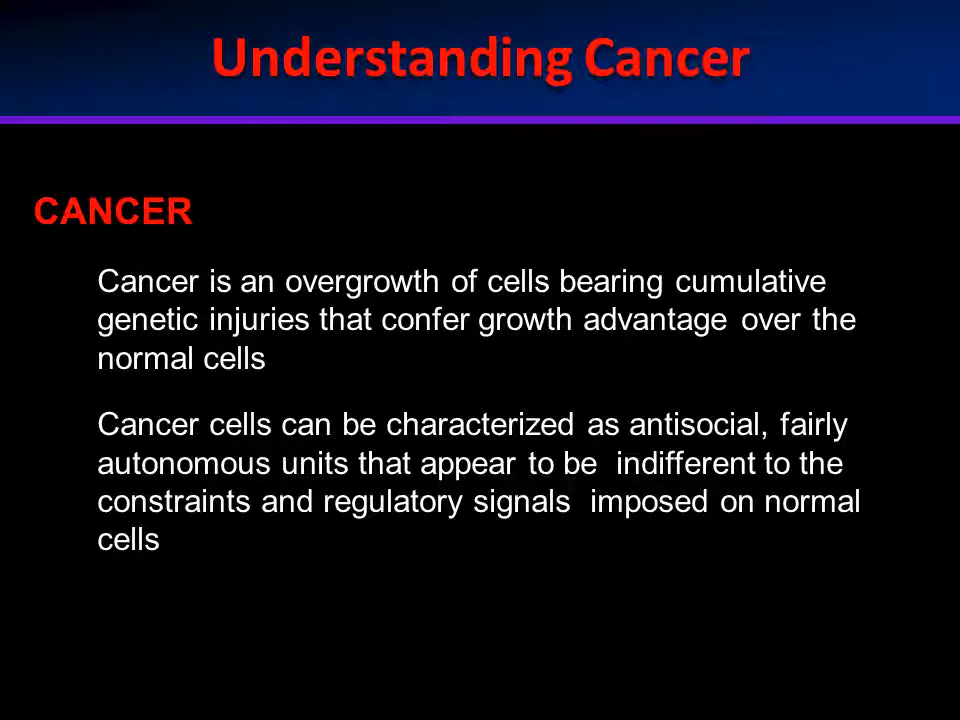 Understanding Cancer
CANCER
Cancer is an overgrowth of cells bearing cumulative
genetic injuries that confer growth advantage over the
normal cells
Cancer cells can be characterized as antisocial, fairly
autonomous units that appear to be indifferent to the
constraints and regulatory signals imposed on normal
cells